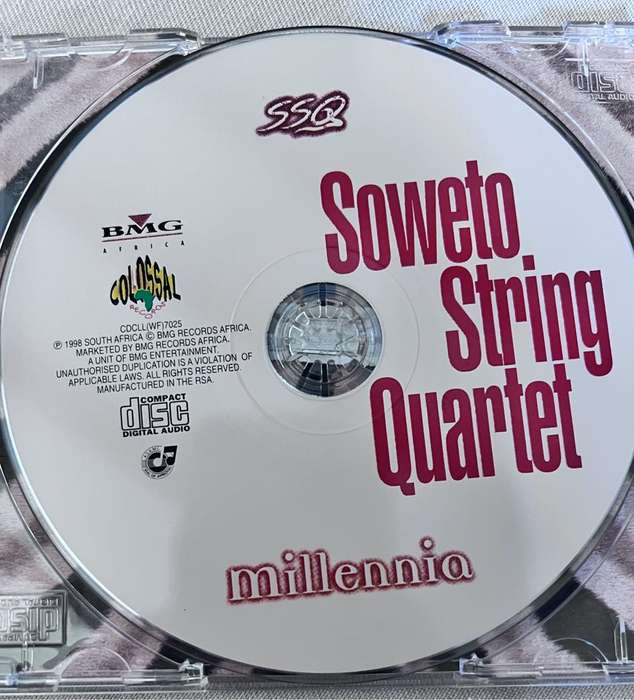 SSQ
Soweto
String
Quartet
BMG
AFRICA
COLOSSAL
RECORDS
CDCLL(WF)7025
℗ 1998 SOUTH AFRICA © BMG RECORDS AFRICA.
MARKETED BY BMG RECORDS AFRICA.
A UNIT OF BMG ENTERTAINMENT.
UNAUTHORISED DUPLICATION IS A VIOLATION OF
APPLICABLE LAWS. ALL RIGHTS RESERVED.
MANUFACTURED IN THE RSA.
COMPACT
disc
DIGITAL AUDIO
millennia
disc